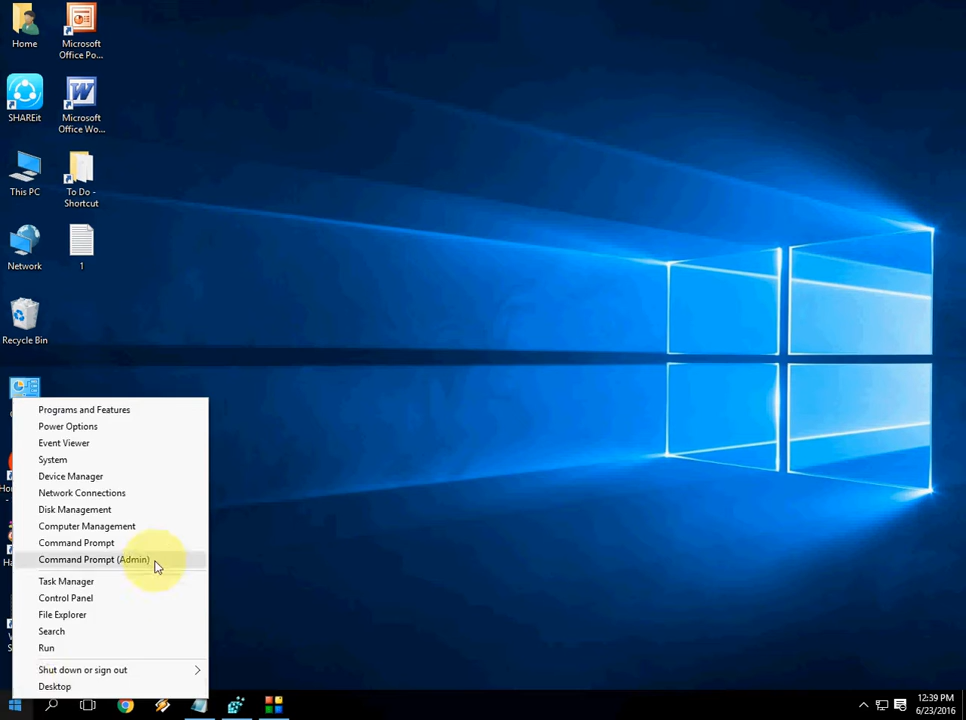 Home
Microsoft
Office Po...
SHAREit
Microsoft
Office Wo...
This PC
To Do -
Shortcut
Network
1
Recycle Bin
Programs and Features
Power Options
Event Viewer
System
Device Manager
Network Connections
Disk Management
Computer Management
Command Prompt
Command Prompt (Admin)
Task Manager
Control Panel
File Explorer
Search
Run
Shut down or sign out
Desktop
12:39 PM
6/23/2016